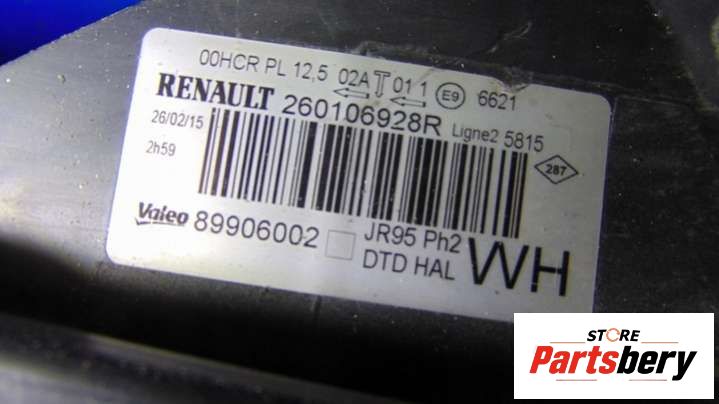 00HCR PL 12,5 02A T 01 1 E9 6621
RENAULT 260106928R Ligne2 5815
26/02/15
2h59
287
Valeo 89906002 JR95 Ph2
DTD HAL WH
STORE
Partsbery